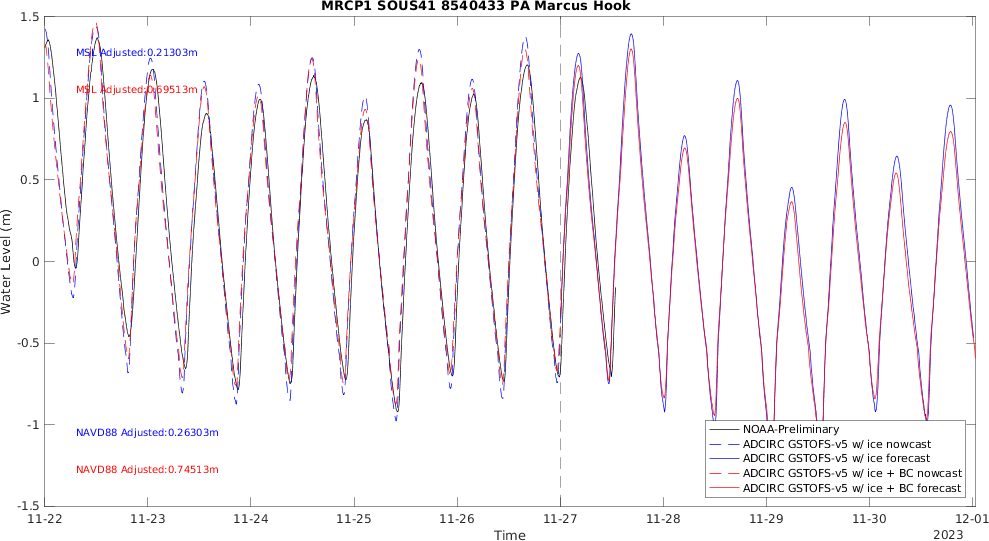 MRCP1 SOUS41 8540433 PA Marcus Hook
1.5
MSL Adjusted:0.21303m
1
MSL Adjusted:0.69513m
0.5
Water Level (m)
0
-0.5
-1
NAVD88 Adjusted:0.26303m
NAVD88 Adjusted:0.74513m
-1.5
NOAA-Preliminary
ADCIRC GSTOFS-v5 w/ ice nowcast
ADCIRC GSTOFS-v5 w/ ice forecast
ADCIRC GSTOFS-v5 w/ ice + BC nowcast
ADCIRC GSTOFS-v5 w/ ice + BC forecast
11-22 11-23 11-24 11-25 11-26 11-27 11-28 11-29 11-30 12-01
Time
2023